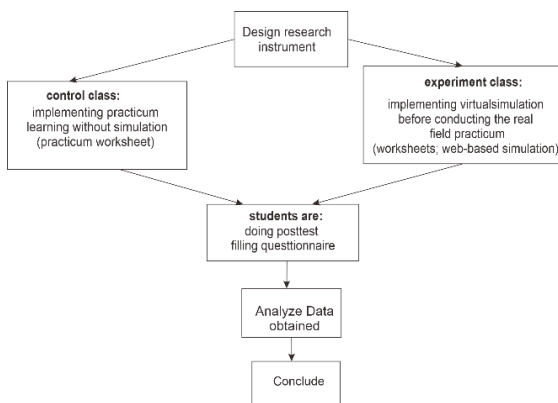 Design research
instrument
control class:
implementing practicum
learning without simulation
(practicum worksheet)
experiment class:
implementing virtualsimulation
before conducting the real
field practicum
(worksheets; web-based simulation)
students are:
doing posttest
filling questtionnaire
Analyze Data
obtained
Conclude